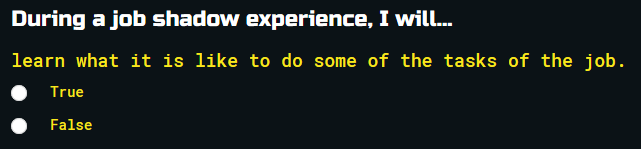 During a job shadow experience, I will...
learn what it is like to do some of the tasks of the job.
True
False